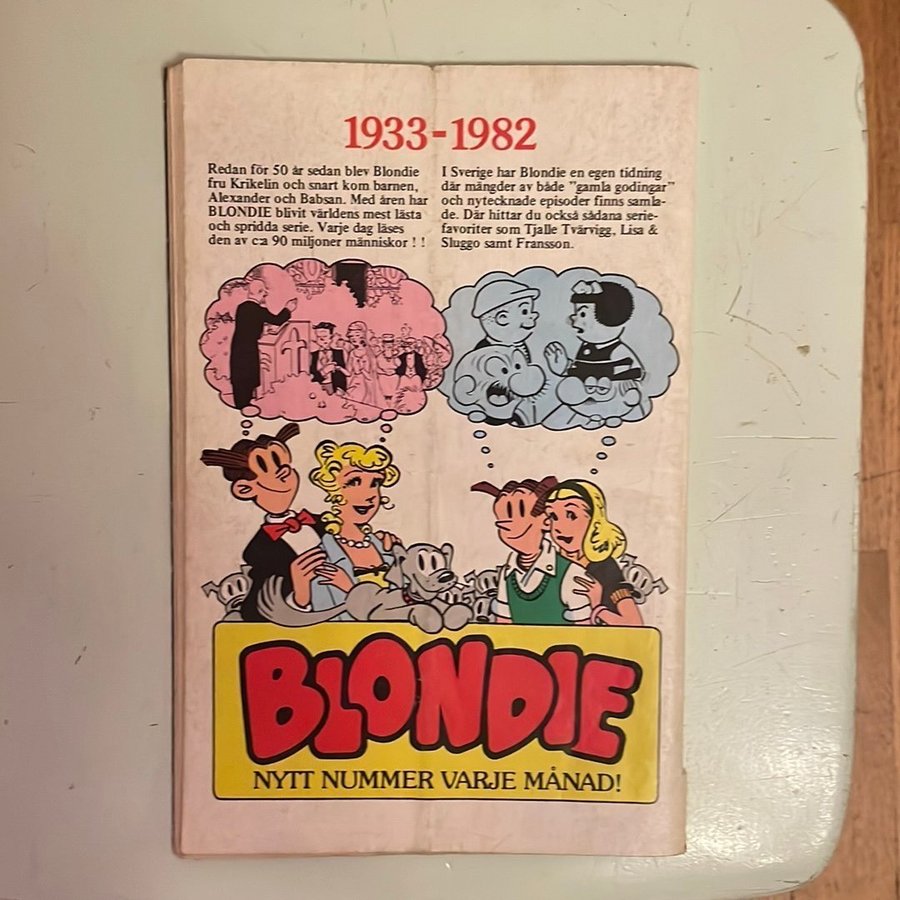 1933-1982
Redan för 50 år sedan blev Blondie
fru Krikelin och snart kom barnen,
Alexander och Babsan. Med åren har
BLONDIE blivit världens mest lästa
och spridda serie. Varje dag läses
den av c:a 90 miljoner människor ! !
I Sverige har Blondie en egen tidning
där mängder av både ”gamla godingar”
och nytecknade episoder finns samla-
de. Där hittar du också sådana serie-
favoriter som Tjalle Tvärvigg, Lisa &
Sluggo samt Fransson.
BLONDIE
NYTT NUMMER VARJE MÅNAD!